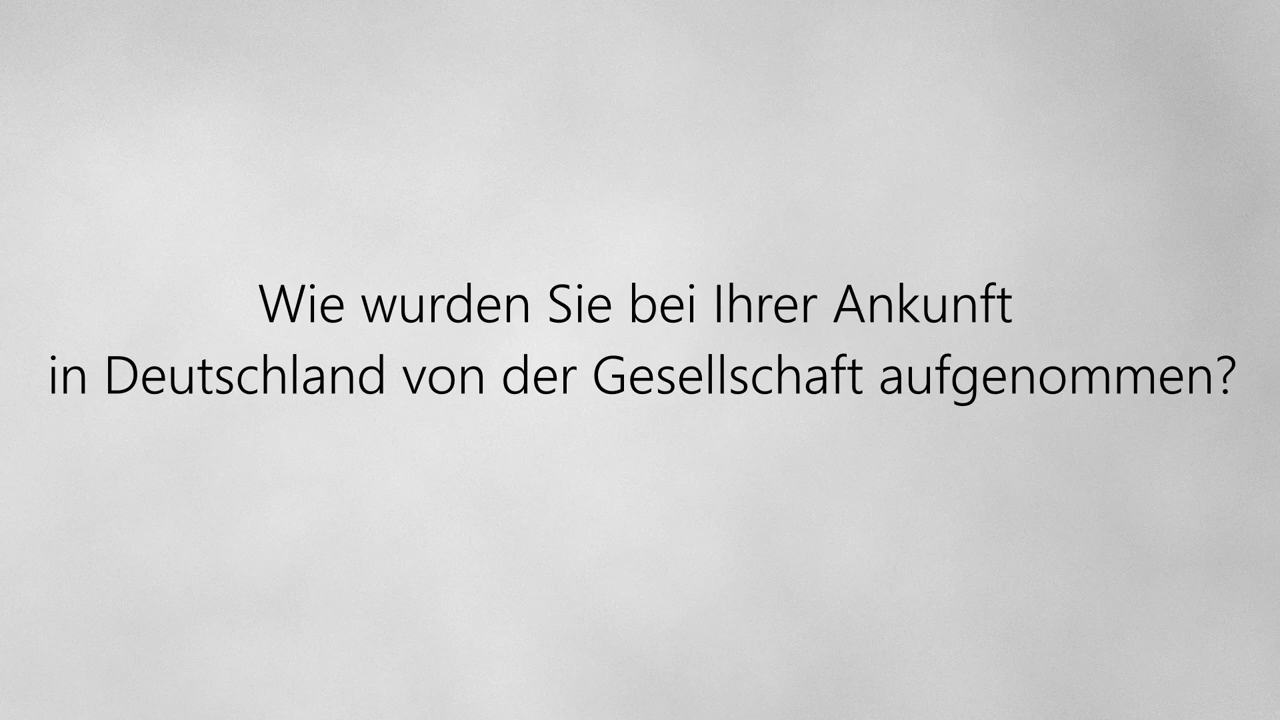 Wie wurden Sie bei Ihrer Ankunft
in Deutschland von der Gesellschaft aufgenommen?